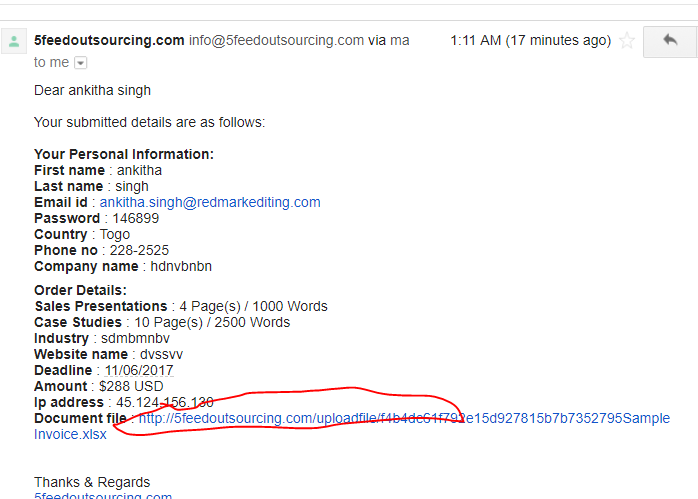 5feedoutsourcing.com info@5feedoutsourcing.com via ma 1:11 AM (17 minutes ago)
to me
Dear ankitha singh
Your submitted details are as follows:
Your Personal Information:
First name : ankitha
Last name : singh
Email id : ankitha.singh@redmarkediting.com
Password : 146899
Country : Togo
Phone no : 228-2525
Company name : hdnvbnbn
Order Details:
Sales Presentations : 4 Page(s) / 1000 Words
Case Studies : 10 Page(s) / 2500 Words
Industry : sdmbmnbv
Website name : dvssvv
Deadline : 11/06/2017
Amount : $288 USD
Ip address : 45.124.156.130
Document file : http://5feedoutsourcing.com/uploadfile/f4b4dc61f792e15d927815b7b7352795Sample
Invoice.xlsx
Thanks & Regards
5feedoutsourcing.com